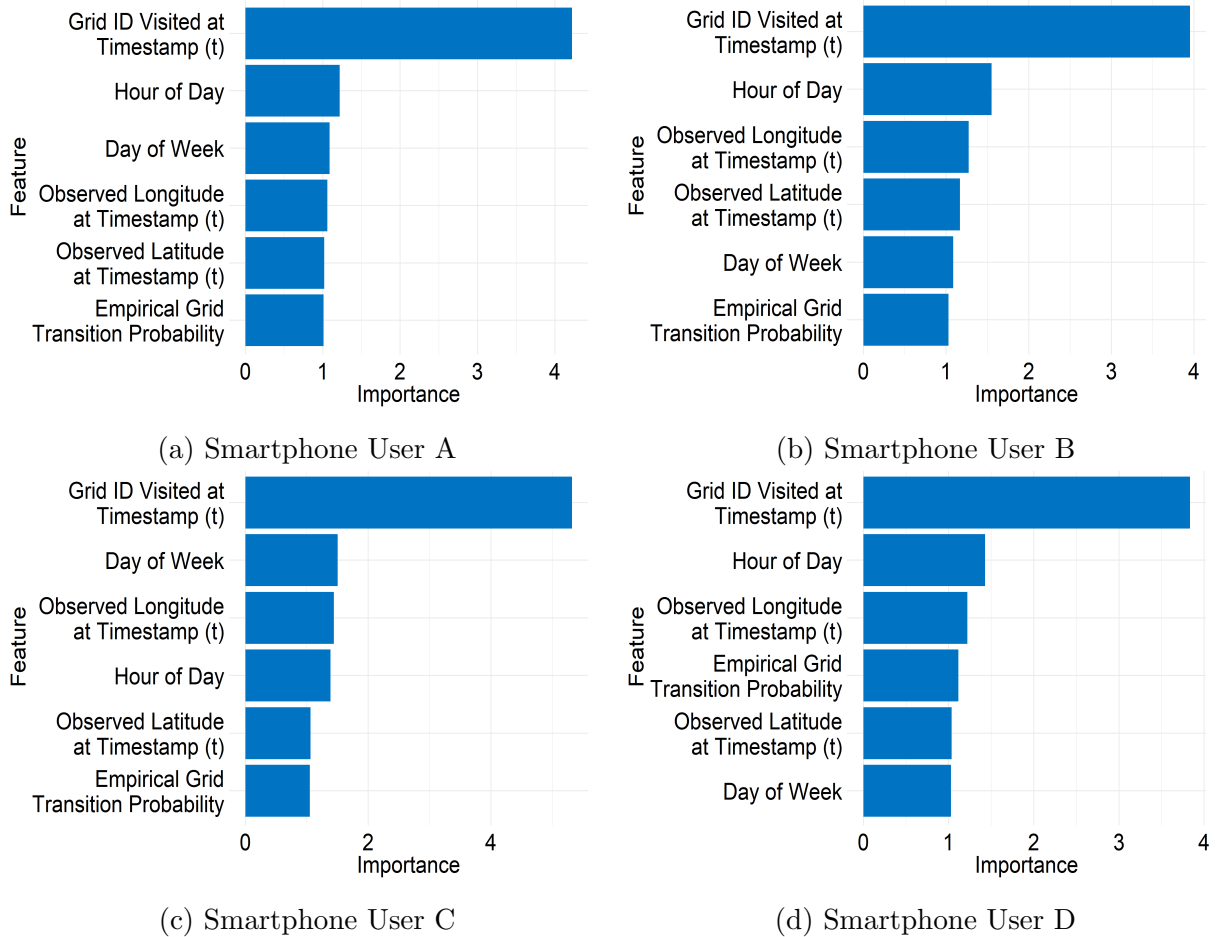 Grid ID Visited at
Timestamp (t)
Hour of Day
Day of Week
Observed Longitude
at Timestamp (t)
Observed Latitude
at Timestamp (t)
Empirical Grid
Transition Probability
Feature
0 1 2 3 4
Importance
(a) Smartphone User A
Grid ID Visited at
Timestamp (t)
Hour of Day
Observed Longitude
at Timestamp (t)
Observed Latitude
at Timestamp (t)
Day of Week
Empirical Grid
Transition Probability
Feature
0 1 2 3 4
Importance
(b) Smartphone User B
Grid ID Visited at
Timestamp (t)
Day of Week
Observed Longitude
at Timestamp (t)
Hour of Day
Observed Latitude
at Timestamp (t)
Empirical Grid
Transition Probability
Feature
0 2 4
Importance
(c) Smartphone User C
Grid ID Visited at
Timestamp (t)
Hour of Day
Observed Longitude
at Timestamp (t)
Empirical Grid
Transition Probability
Observed Latitude
at Timestamp (t)
Day of Week
Feature
0 1 2 3 4
Importance
(d) Smartphone User D